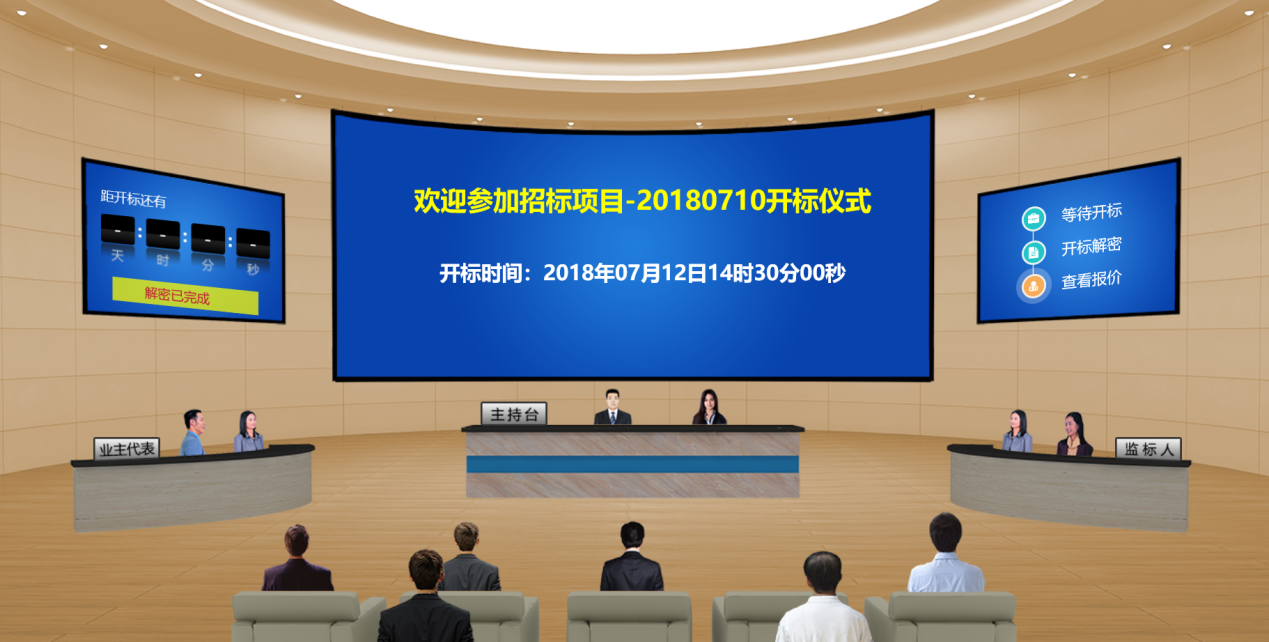 欢迎参加招标项目-20180710开标仪式
开标时间：2018年07月12日14时30分00秒
距开标还有
- : - : - : -
天 时 分 秒
解密已完成
等待开标
开标解密
查看报价
主持台
业主代表
监标人